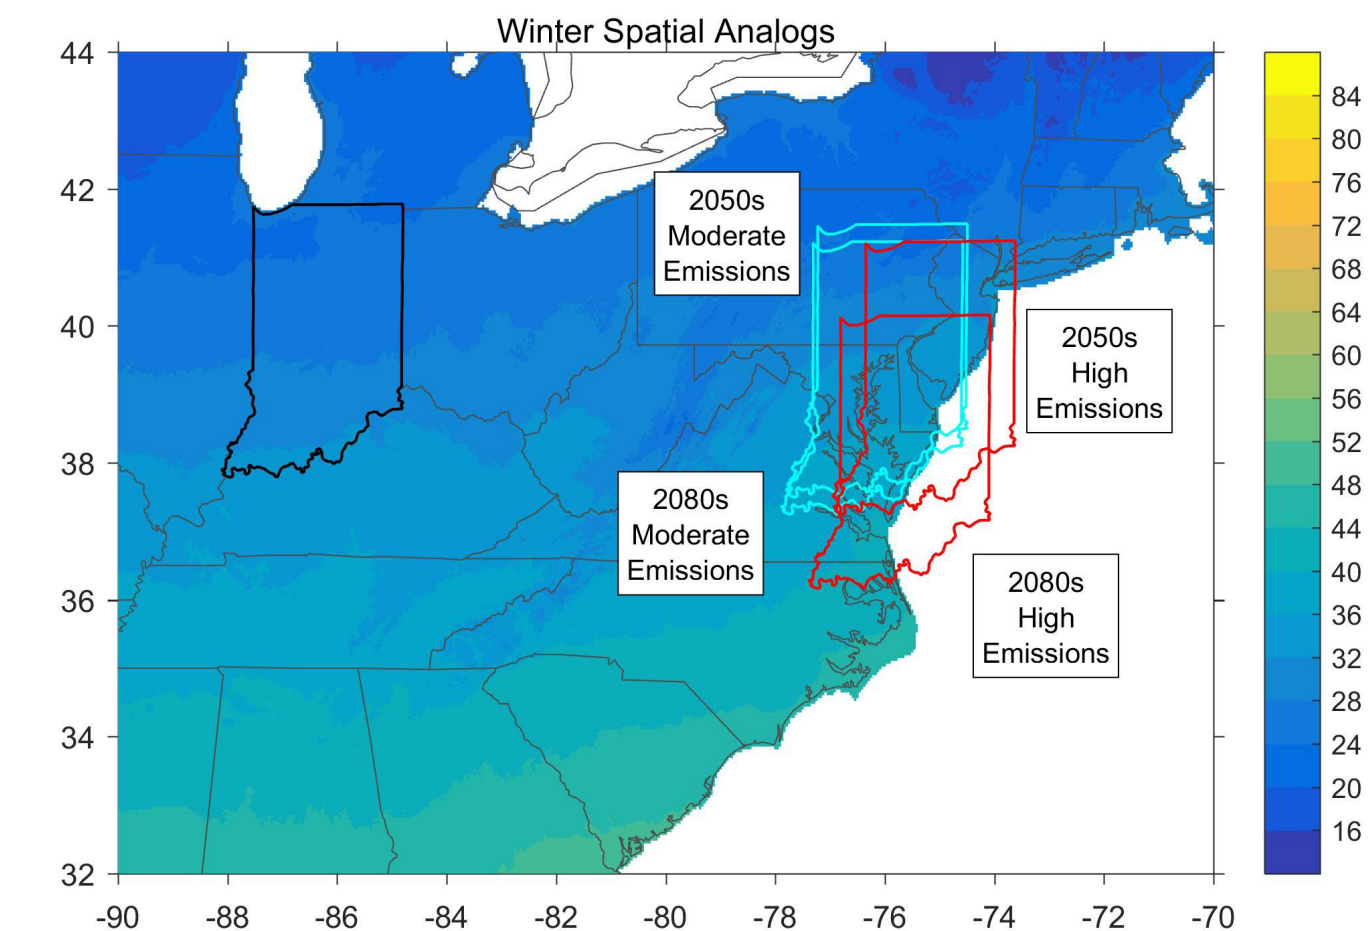 Winter Spatial Analogs
44
42
40
38
36
34
32
-90 -88 -86 -84 -82 -80 -78 -76 -74 -72 -70
2050s
Moderate
Emissions
2050s
High
Emissions
2080s
Moderate
Emissions
2080s
High
Emissions
84
80
76
72
68
64
60
56
52
48
44
40
36
32
28
24
20
16